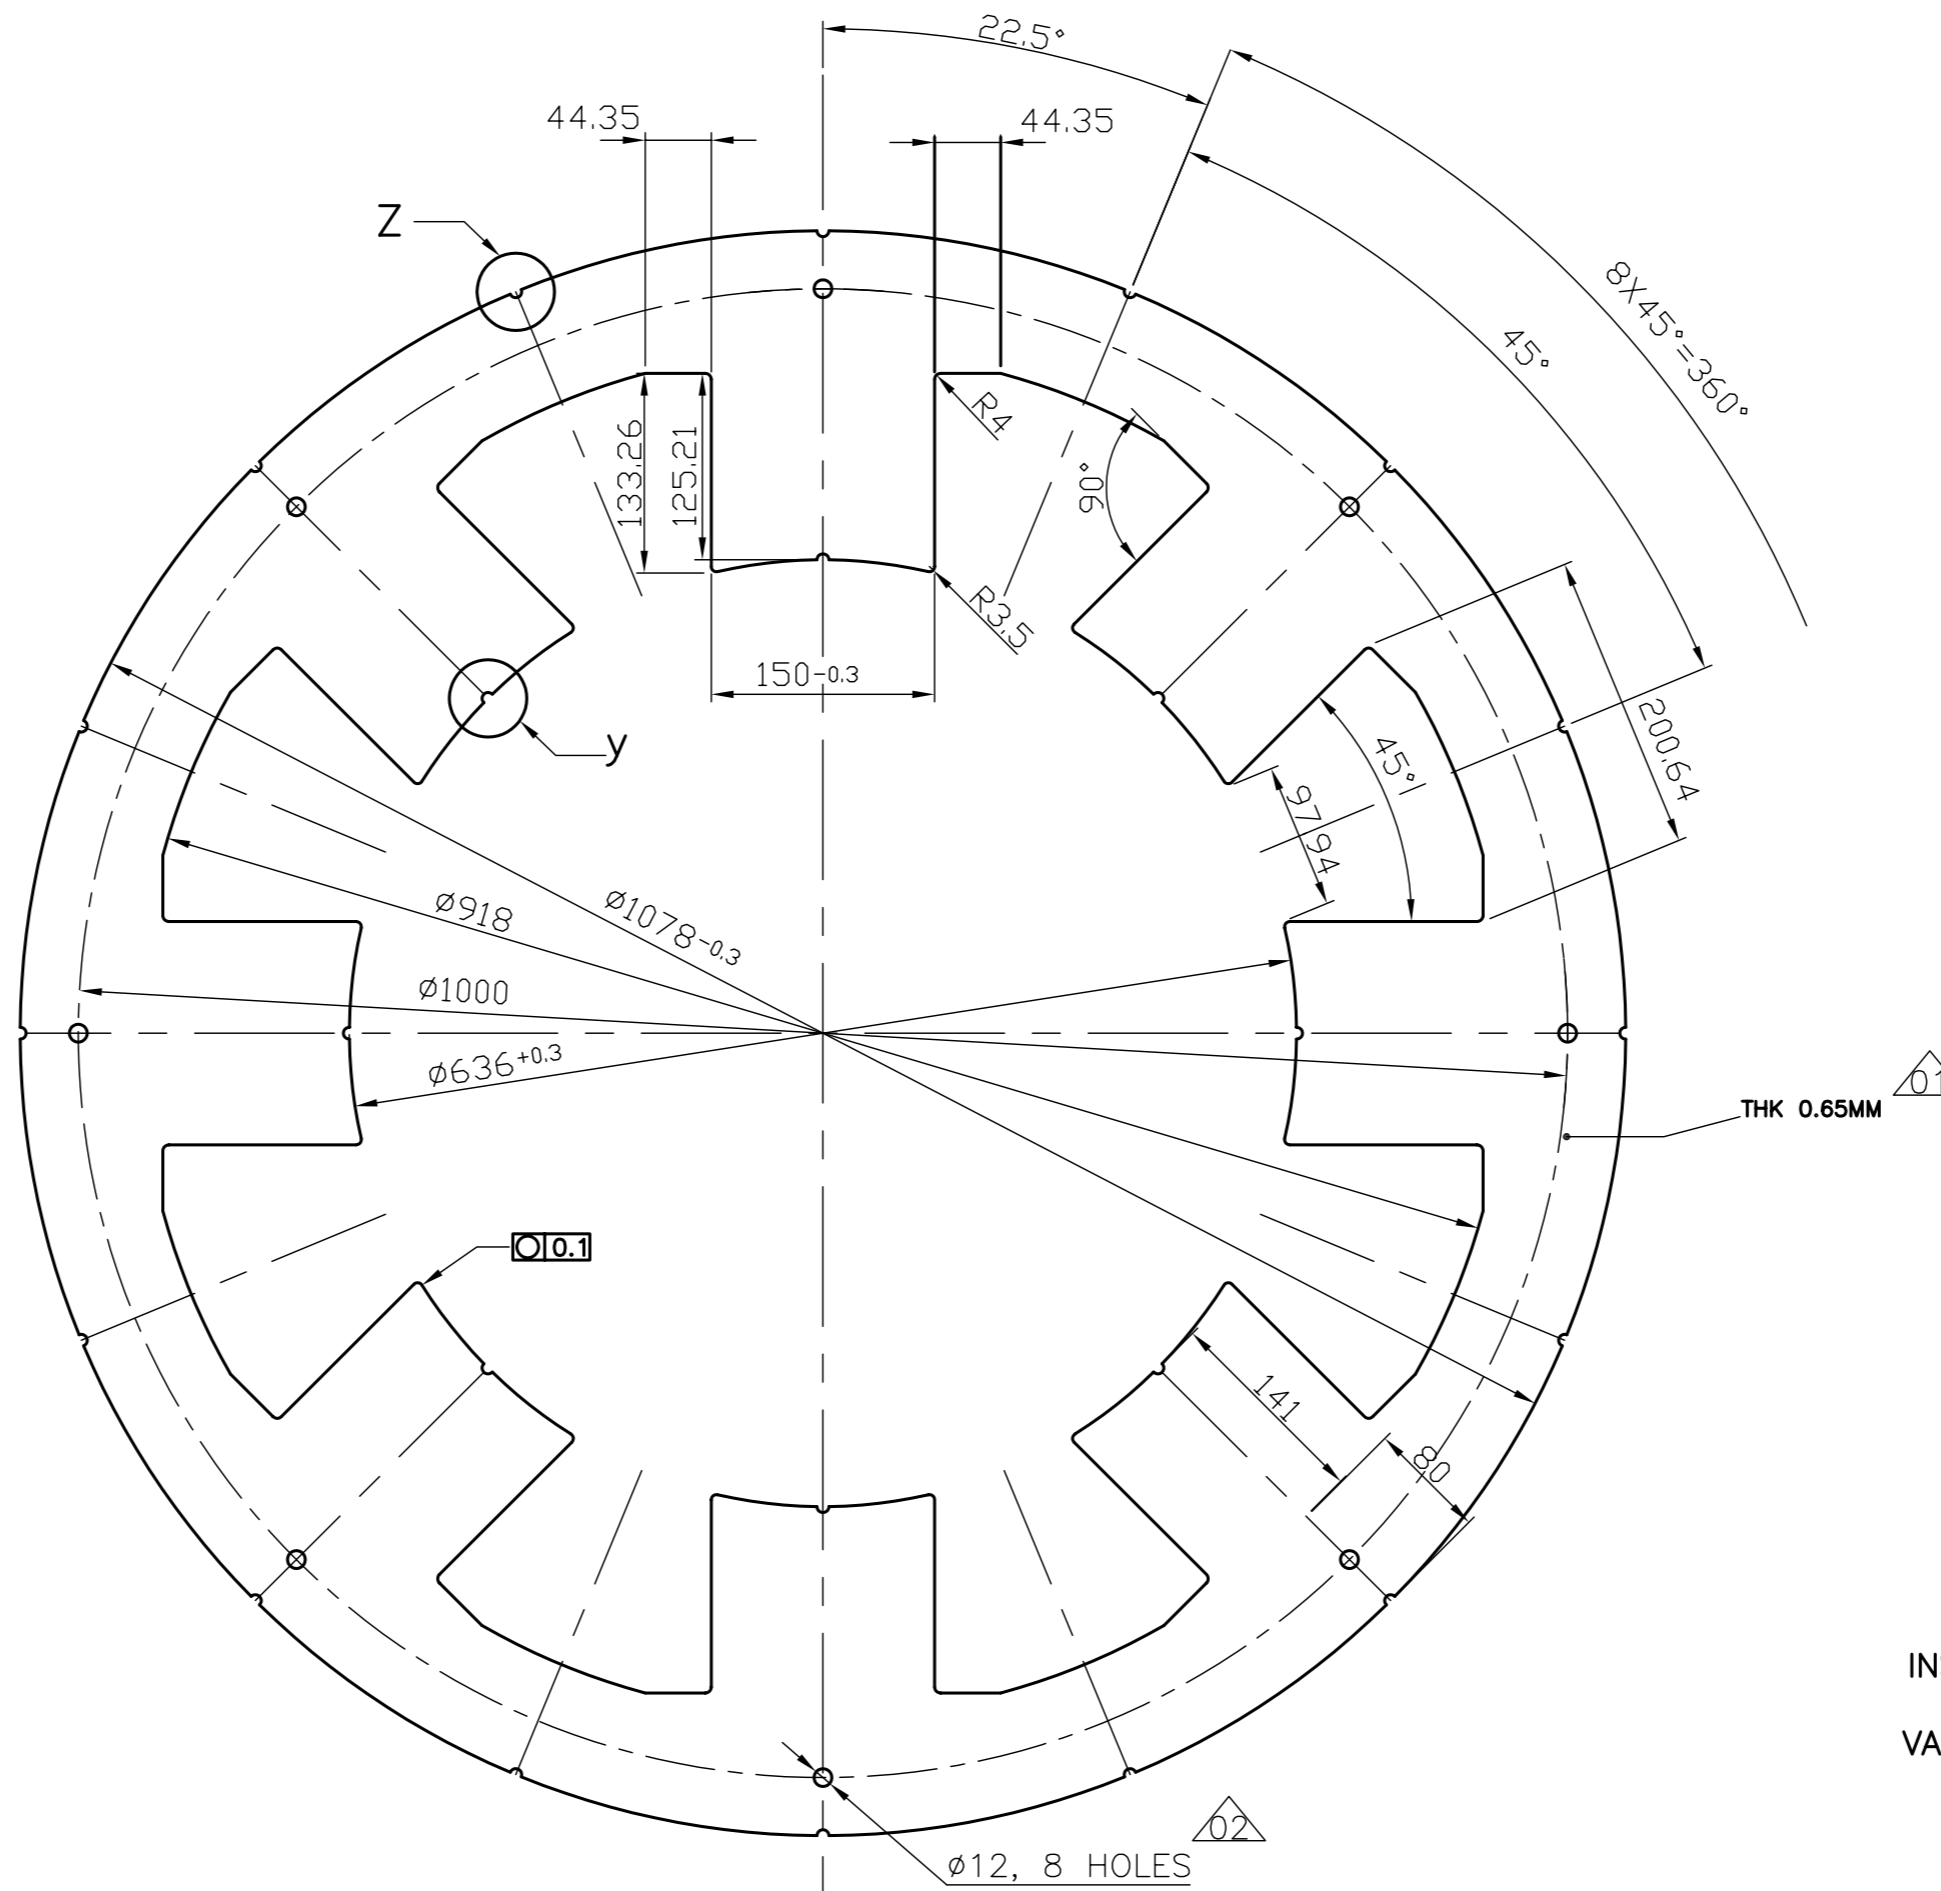 22.5°
44.35
44.35
Z
8X45°=360°
45°
R4
133.26
125.21
90°
R3.5
150-0.3
y
200.64
45°
97.94
Ø918
Ø1078-0.3
Ø1000
Ø636+0.3
01
THK 0.65MM
0.1
141
80
IN
VA
02
Ø12, 8 HOLES